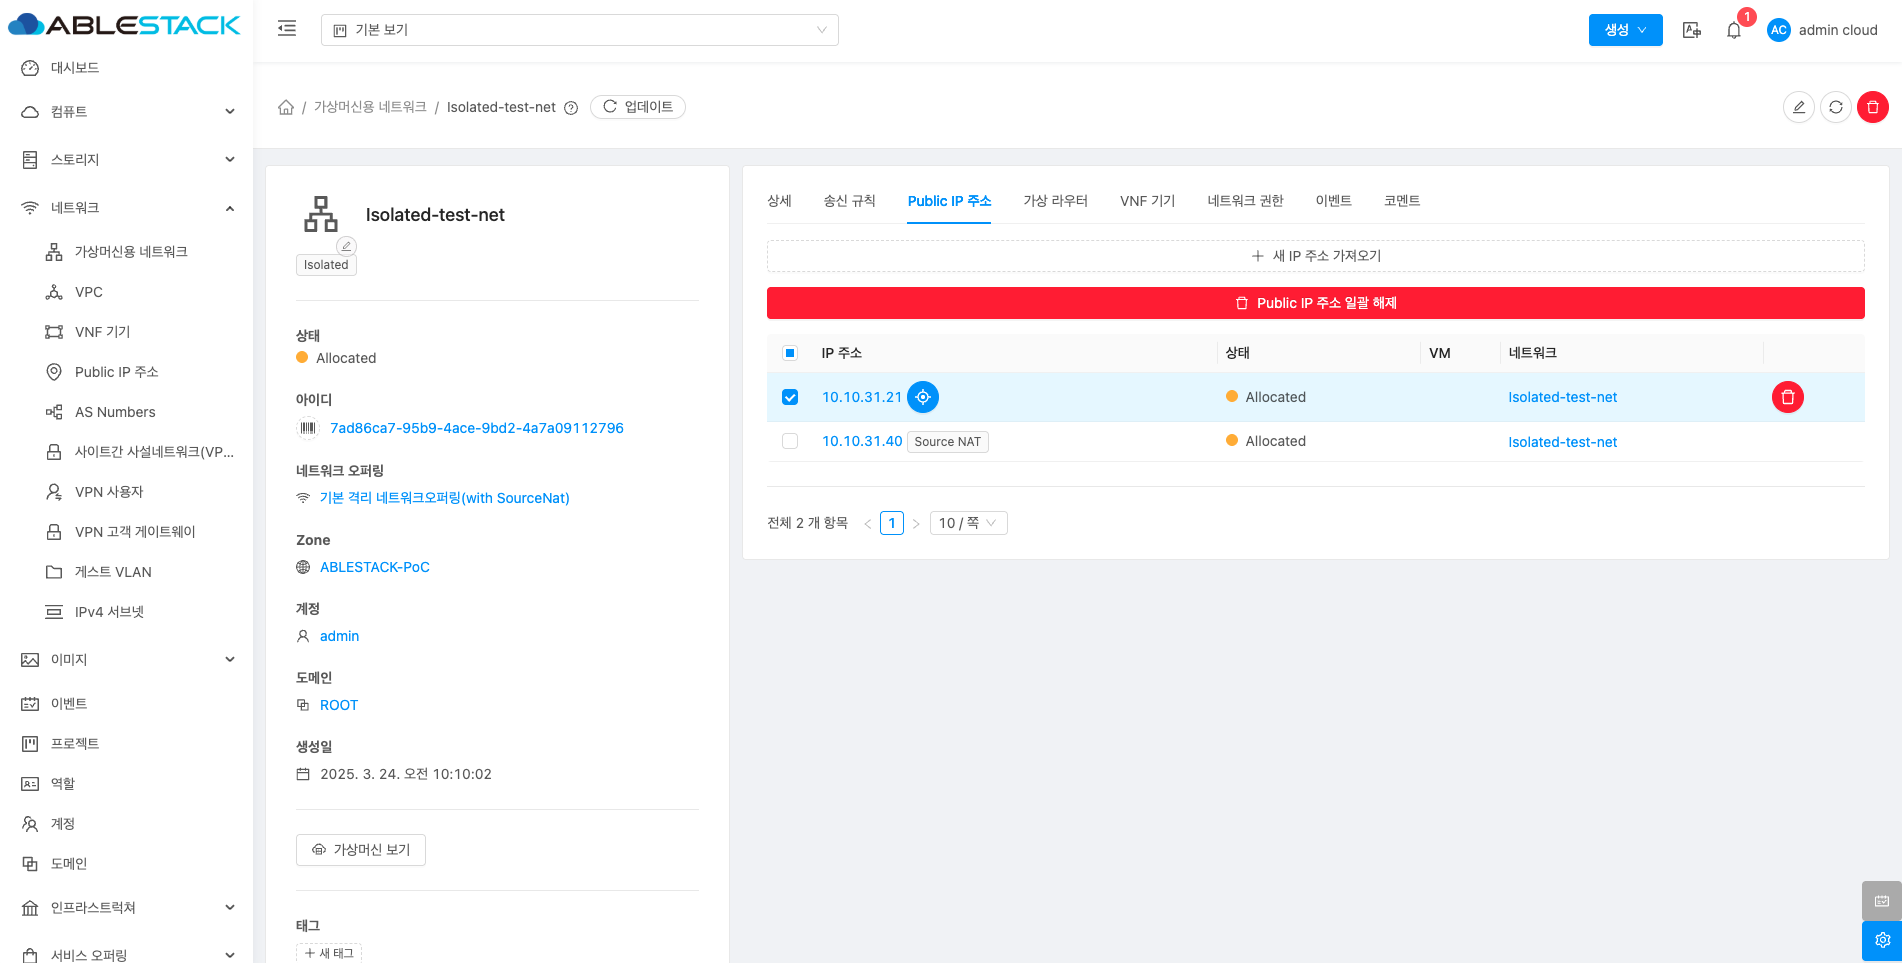 ABLESTACK
기본 보기
생성
1
AC
admin cloud
대시보드
컴퓨트
스토리지
네트워크
가상머신용 네트워크
VPC
VNF 기기
Public IP 주소
AS Numbers
사이트간 사설네트워크(VP...
VPN 사용자
VPN 고객 게이트웨이
게스트 VLAN
IPv4 서브넷
이미지
이벤트
프로젝트
역할
계정
도메인
인프라스트럭쳐
서비스 오퍼링
/ 가상머신용 네트워크 / Isolated-test-net
업데이트
Isolated-test-net
Isolated
상태
Allocated
아이디
7ad86ca7-95b9-4ace-9bd2-4a7a09112796
네트워크 오퍼링
기본 격리 네트워크오퍼링(with SourceNat)
Zone
ABLESTACK-PoC
계정
admin
도메인
ROOT
생성일
2025. 3. 24. 오전 10:10:02
가상머신 보기
태그
+ 새 태그
상세 송신 규칙 Public IP 주소 가상 라우터 VNF 기기 네트워크 권한 이벤트 코멘트
+ 새 IP 주소 가져오기
Public IP 주소 일괄 해제
IP 주소 상태 VM 네트워크
10.10.31.21 Allocated Isolated-test-net
10.10.31.40 Source NAT Allocated Isolated-test-net
전체 2 개 항목 < 1 > 10 / 쪽